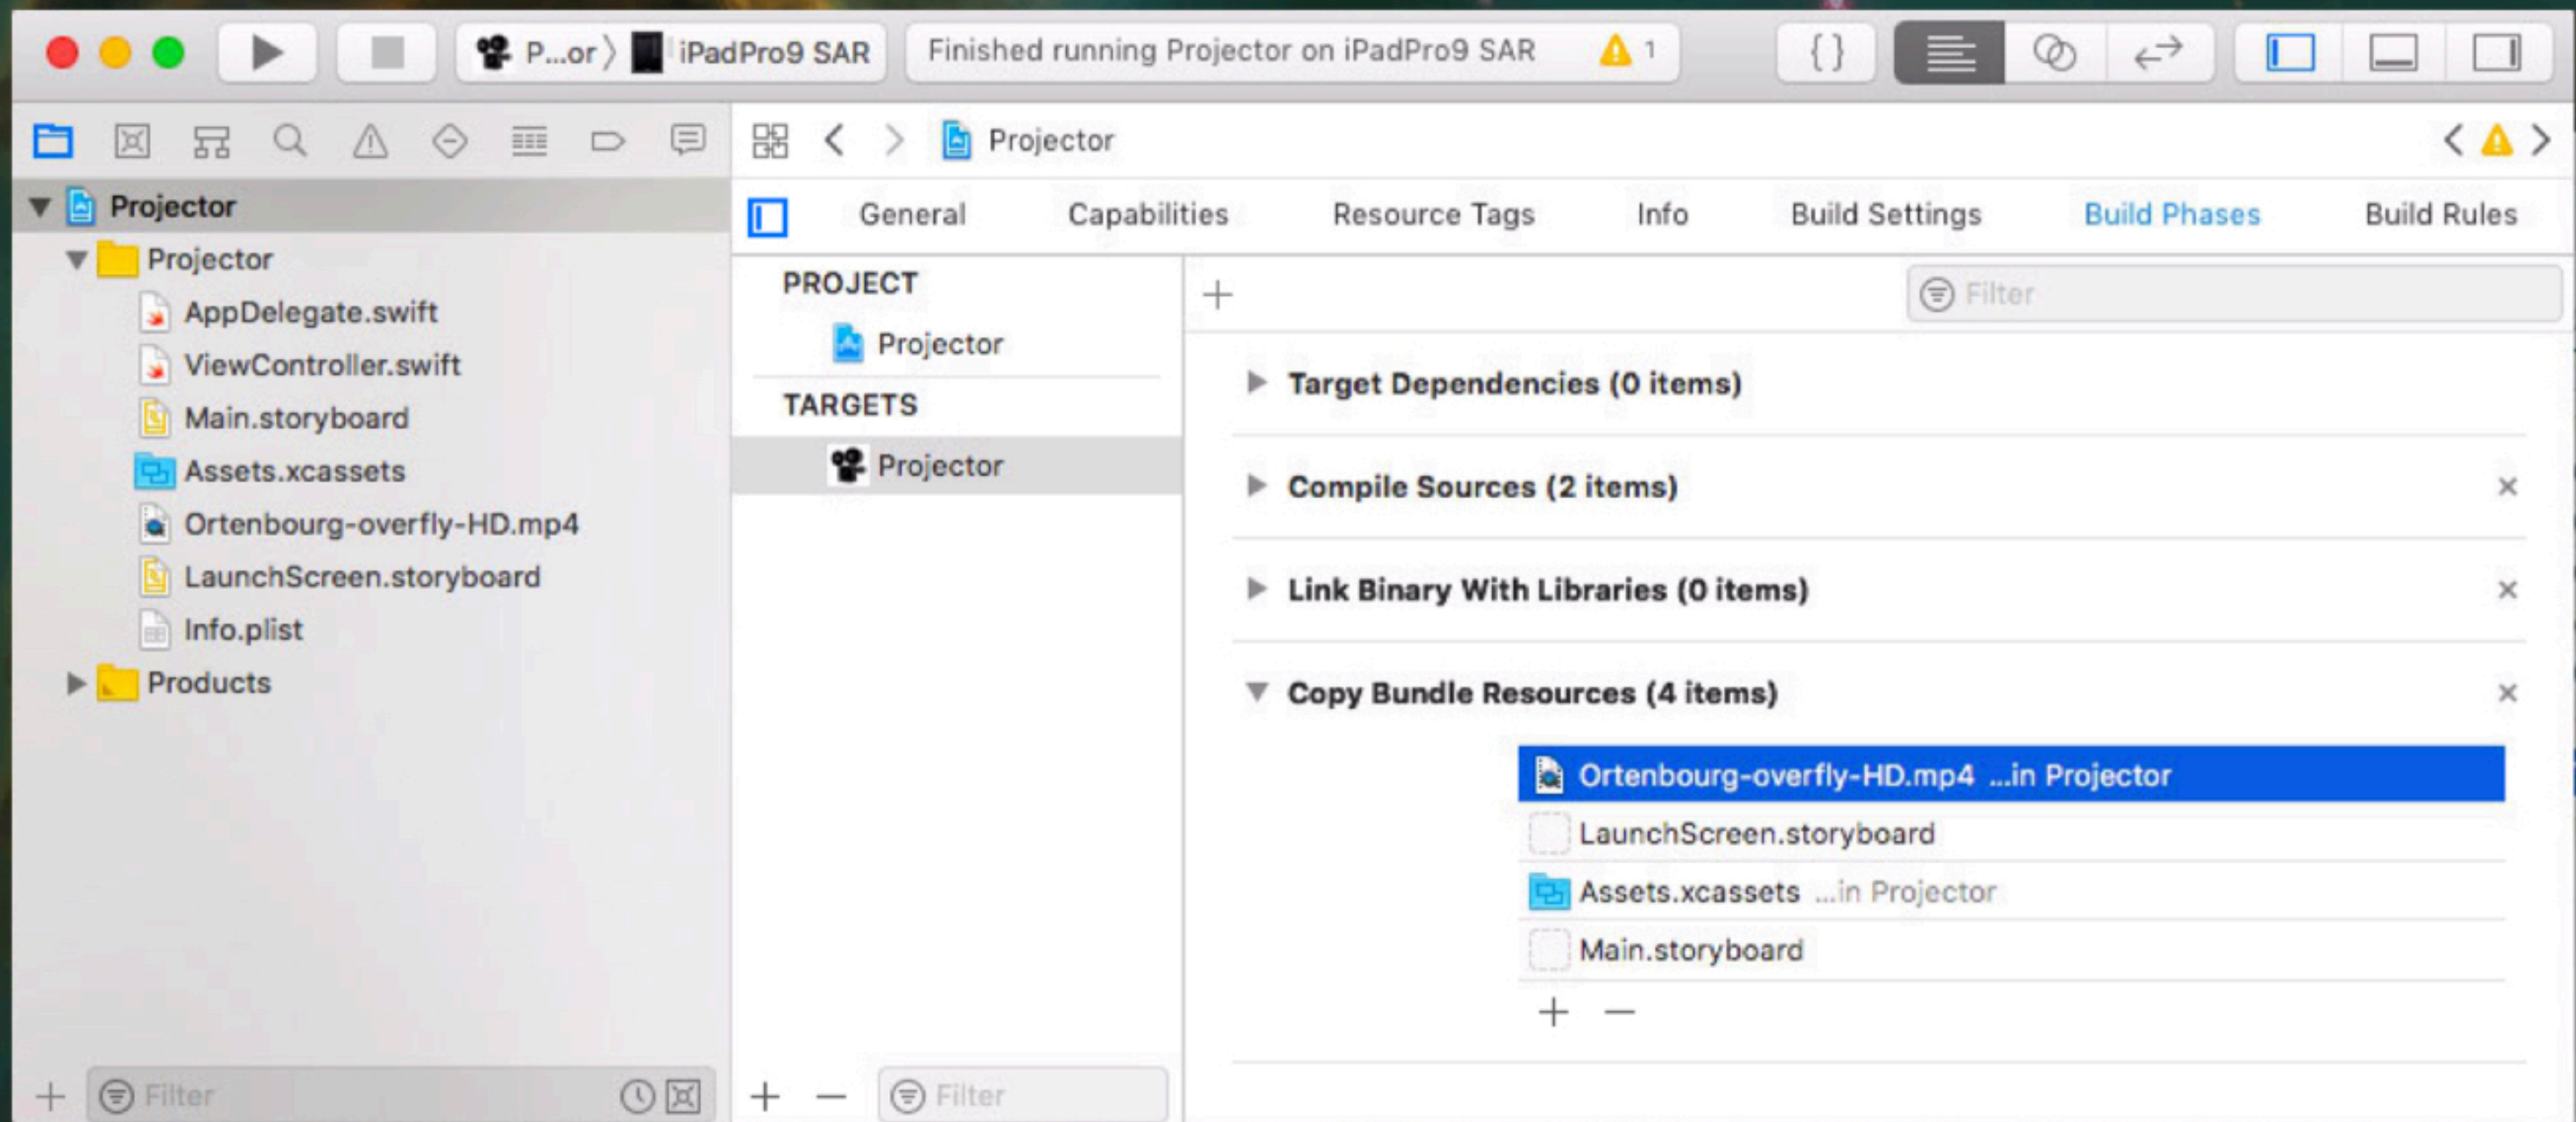 P...or iPadPro9 SAR
Finished running Projector on iPadPro9 SAR 1
{}
Projector
Projector
Projector
AppDelegate.swift
ViewController.swift
Main.storyboard
Assets.xcassets
Ortenbourg-overfly-HD.mp4
LaunchScreen.storyboard
Info.plist
Products
Filter
General Capabilities Resource Tags Info Build Settings Build Phases Build Rules
PROJECT
Projector
TARGETS
Projector
Filter
Filter
Target Dependencies (0 items)
Compile Sources (2 items)
Link Binary With Libraries (0 items)
Copy Bundle Resources (4 items)
Ortenbourg-overfly-HD.mp4 ...in Projector
LaunchScreen.storyboard
Assets.xcassets ...in Projector
Main.storyboard